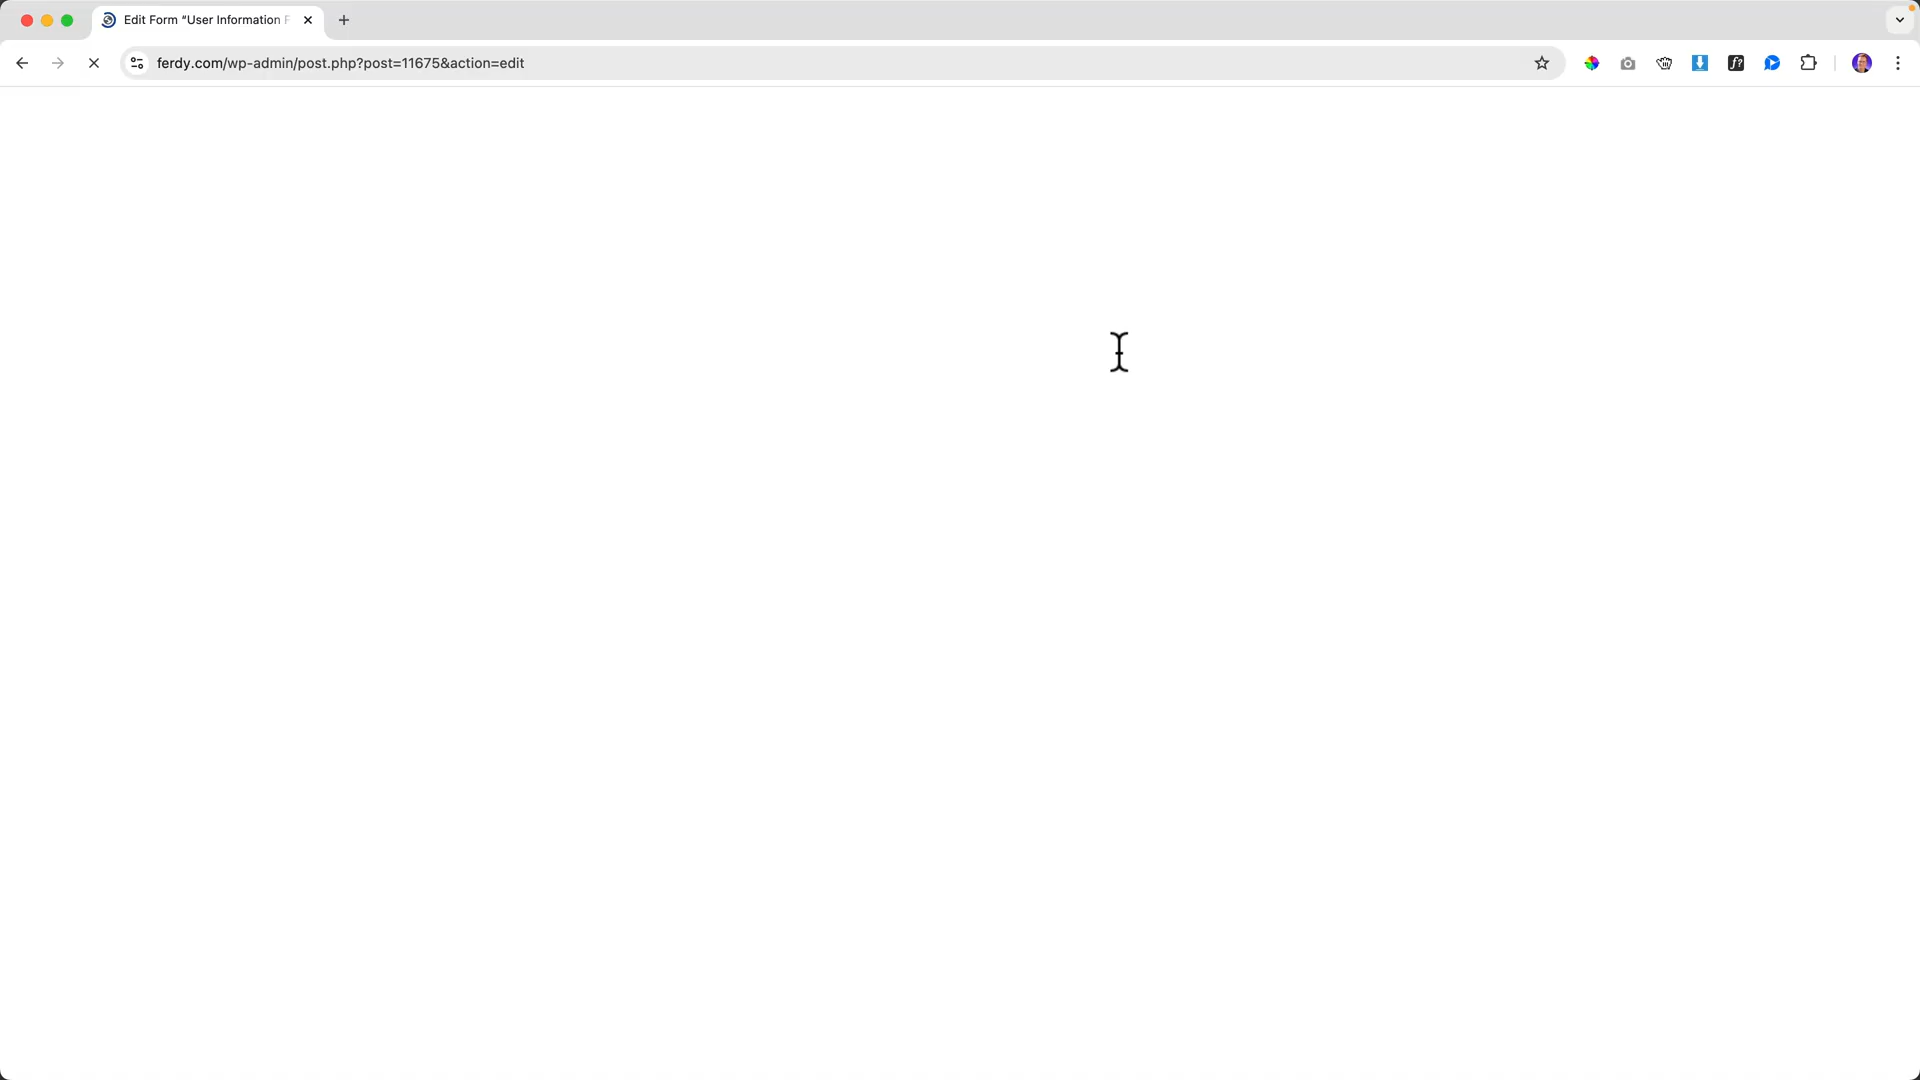 Edit Form "User Information F
ferdy.com/wp-admin/post.php?post=11675&action=edit
f?